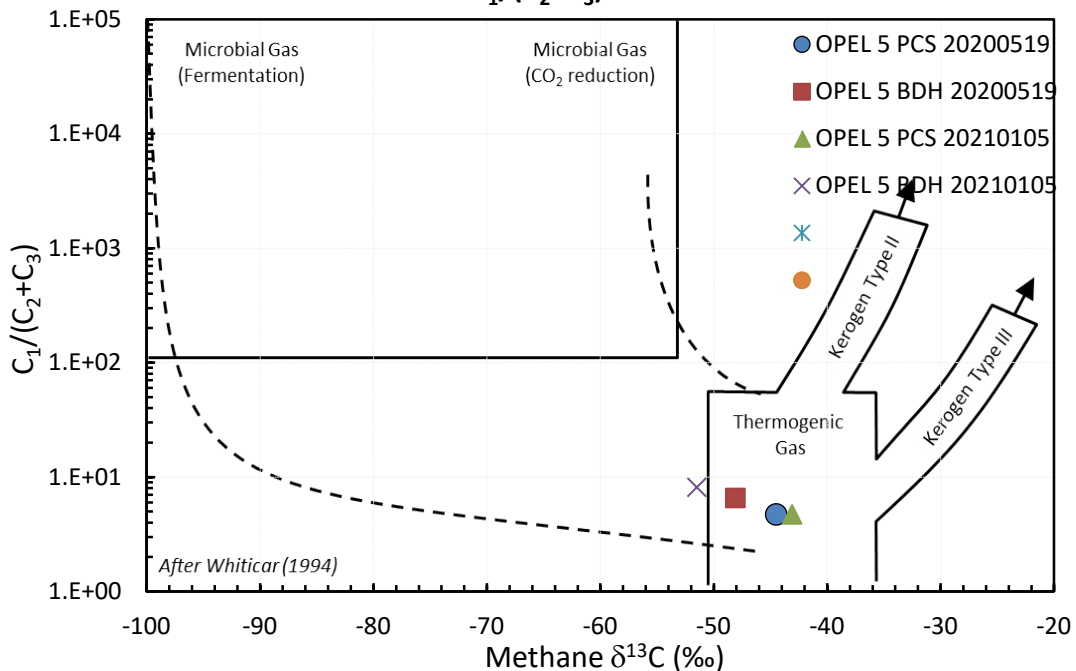 1.E+05
1.E+04
1.E+03
1.E+02
1.E+01
1.E+00
C₁/(C₂+C₃)
Microbial Gas
(Fermentation)
Microbial Gas
(CO₂ reduction)
OPEL 5 PCS 20200519
OPEL 5 BDH 20200519
OPEL 5 PCS 20210105
OPEL 5 BDH 20210105
Kerogen Type II
Kerogen Type III
Thermogenic
Gas
After Whiticar (1994)
-100 -90 -80 -70 -60 -50 -40 -30 -20
Methane δ¹³C (‰)